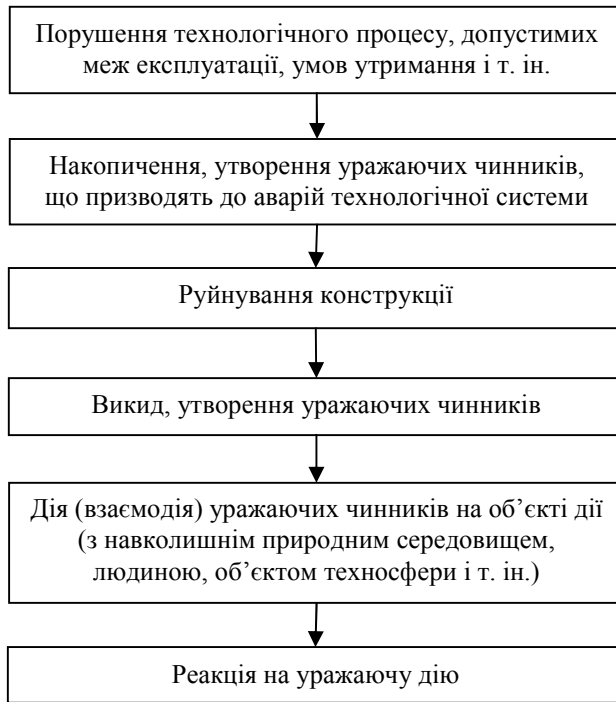 Порушення технологічного процесу, допустимих
меж експлуатації, умов утримання і т. ін.
Накопичення, утворення уражаючих чинників,
що призводять до аварій технологічної системи
Руйнування конструкції
Викид, утворення уражаючих чинників
Дія (взаємодія) уражаючих чинників на об’єкті дії
(з навколишнім природним середовищем,
людиною, об’єктом техносфери і т. ін.)
Реакція на уражаючу дію